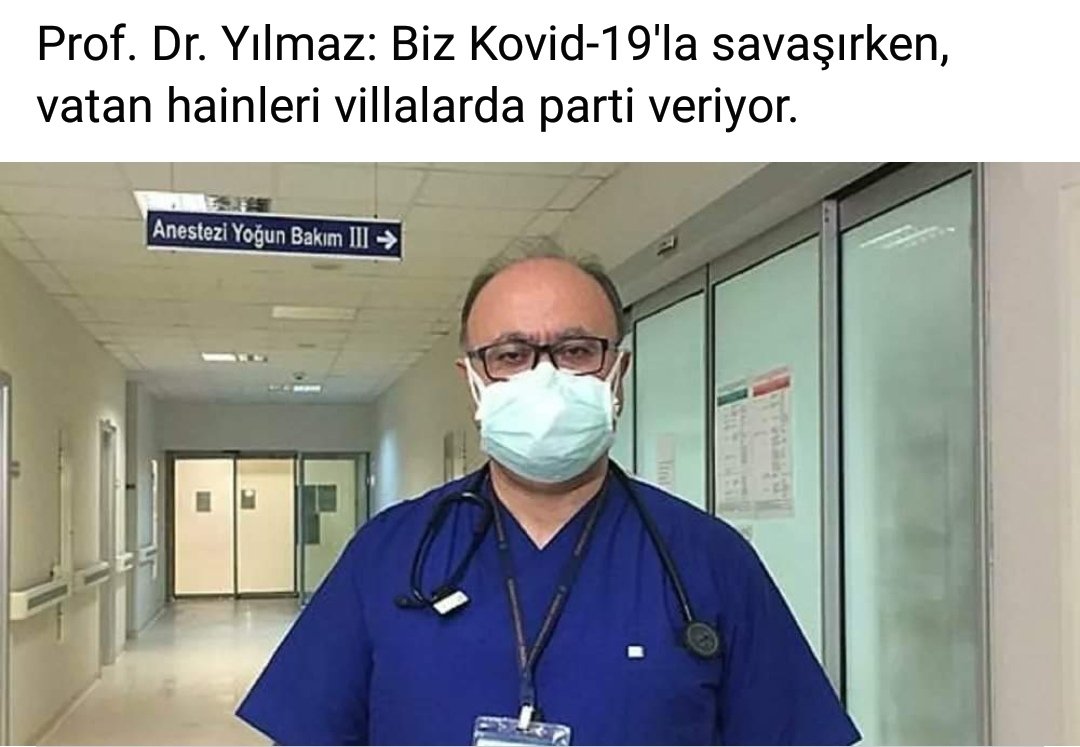 Prof. Dr. Yılmaz: Biz Kovid-19'la savaşırken,
vatan hainleri villalarda parti veriyor.
Anestezi Yoğun Bakım III →